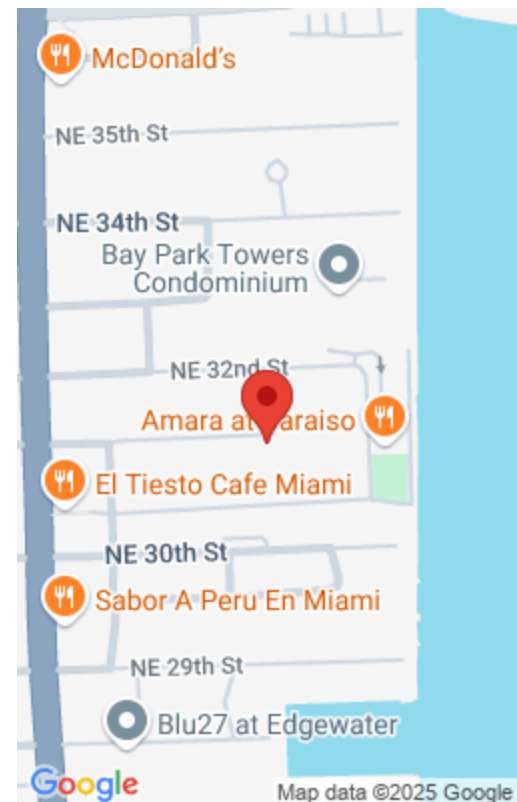 McDonald's
NE 35th St
NE 34th St
Bay Park Towers
Condominium
NE 32nd St
Amara at Paraiso
El Tiesto Cafe Miami
NE 30th St
Sabor A Peru En Miami
NE 29th St
Blu27 at Edgewater
Google
Map data ©2025 Google